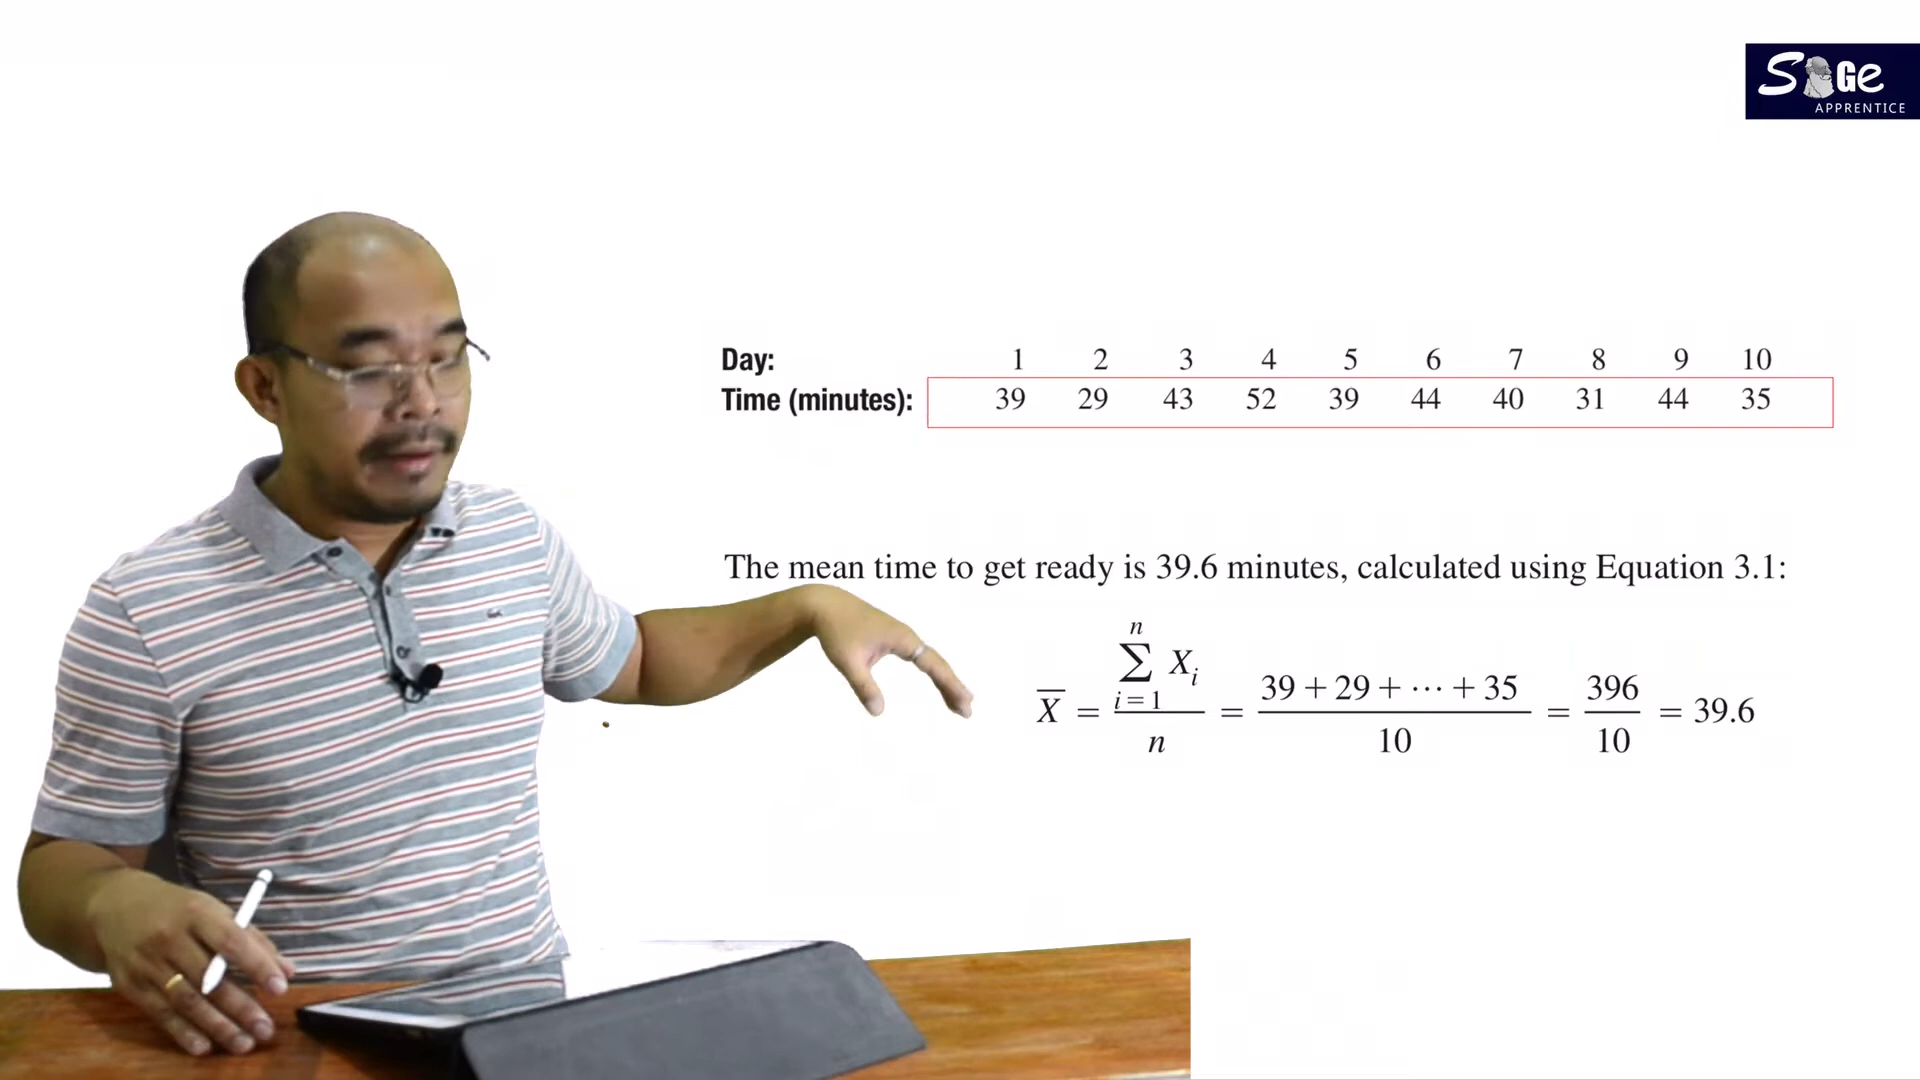 SAGE
APPRENTICE
Day: 1 2 3 4 5 6 7 8 9 10
Time (minutes): 39 29 43 52 39 44 40 31 44 35
The mean time to get ready is 39.6 minutes, calculated using Equation 3.1:
X̅ = ∑ⁿᵢ₌₁ Xᵢ / n = 39 + 29 + ⋯ + 35 / 10 = 396 / 10 = 39.6